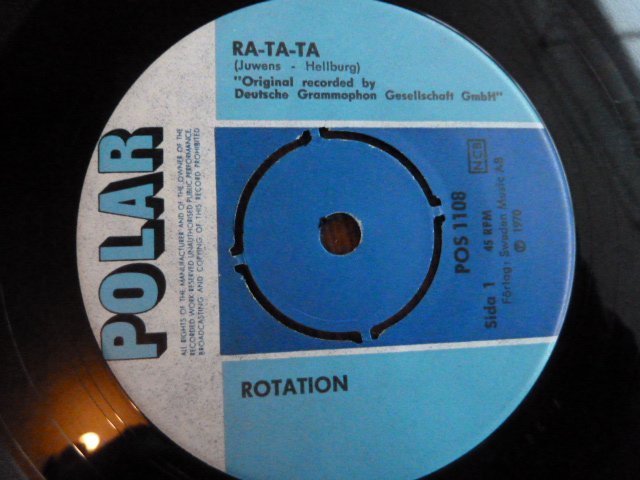 RA-TA-TA
(Juwens - Hellburg)
"Original recorded by
Deutsche Grammophon Gesellschaft GmbH"
POLAR
ALL RIGHTS OF THE MANUFACTURER AND OF THE OWNER OF THE
RECORDED WORK RESERVED UNAUTHORISED PUBLIC PERFORMANCE
BROADCASTING AND COPYING OF THIS RECORD PROHIBITED
NCB
POS 1108
Sida 1 45 RPM
Ⓟ 1970
Förlag: Sweden Music AB
ROTATION